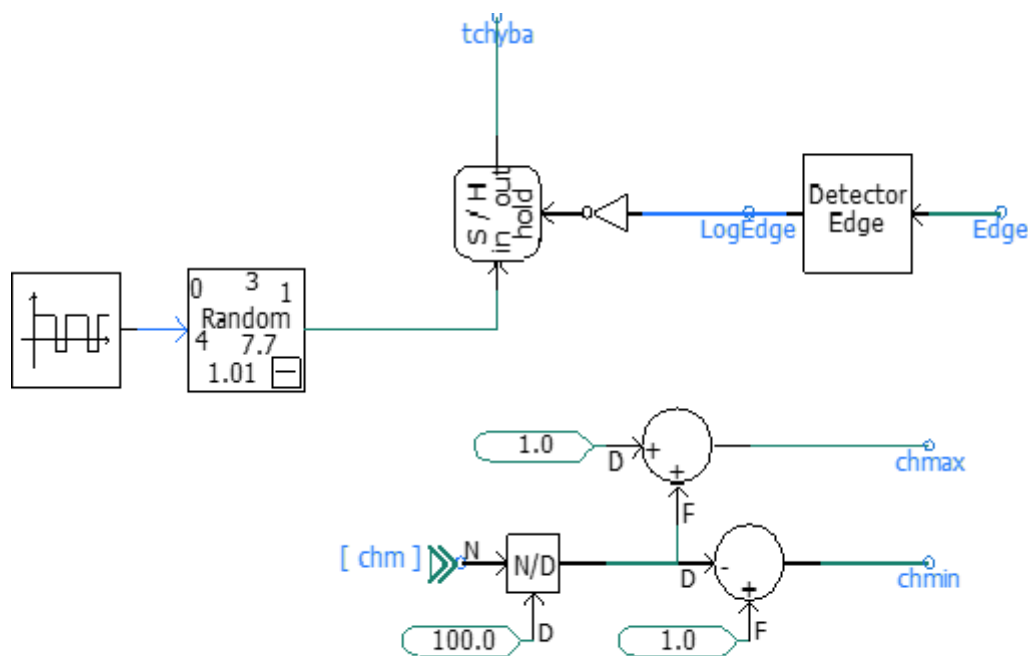 tchyba
S / H
in out
hold
LogEdge
Detector
Edge
Edge
0 3 1
Random
4 7.7
1.01
1.0
D
+
+
F
chmax
[ chm ]
N
N/D
D
-
+
chmin
100.0
D
1.0
F